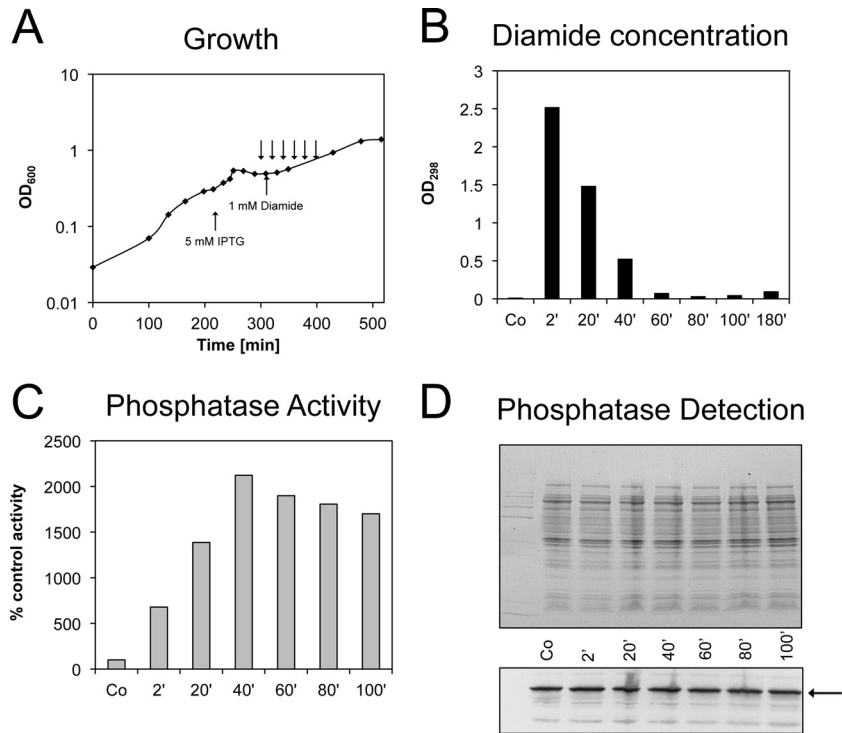 A
Growth
10
1
0.1
0.01
OD600
1 mM Diamide
5 mM IPTG
0 100 200 300 400 500
Time [min]
B
Diamide concentration
3
2.5
2
1.5
1
0.5
0
OD298
Co 2' 20' 40' 60' 80' 100' 180'
C
Phosphatase Activity
2500
2000
1500
1000
500
0
% control activity
Co 2' 20' 40' 60' 80' 100'
D
Phosphatase Detection
Co 2' 20' 40' 60' 80' 100'